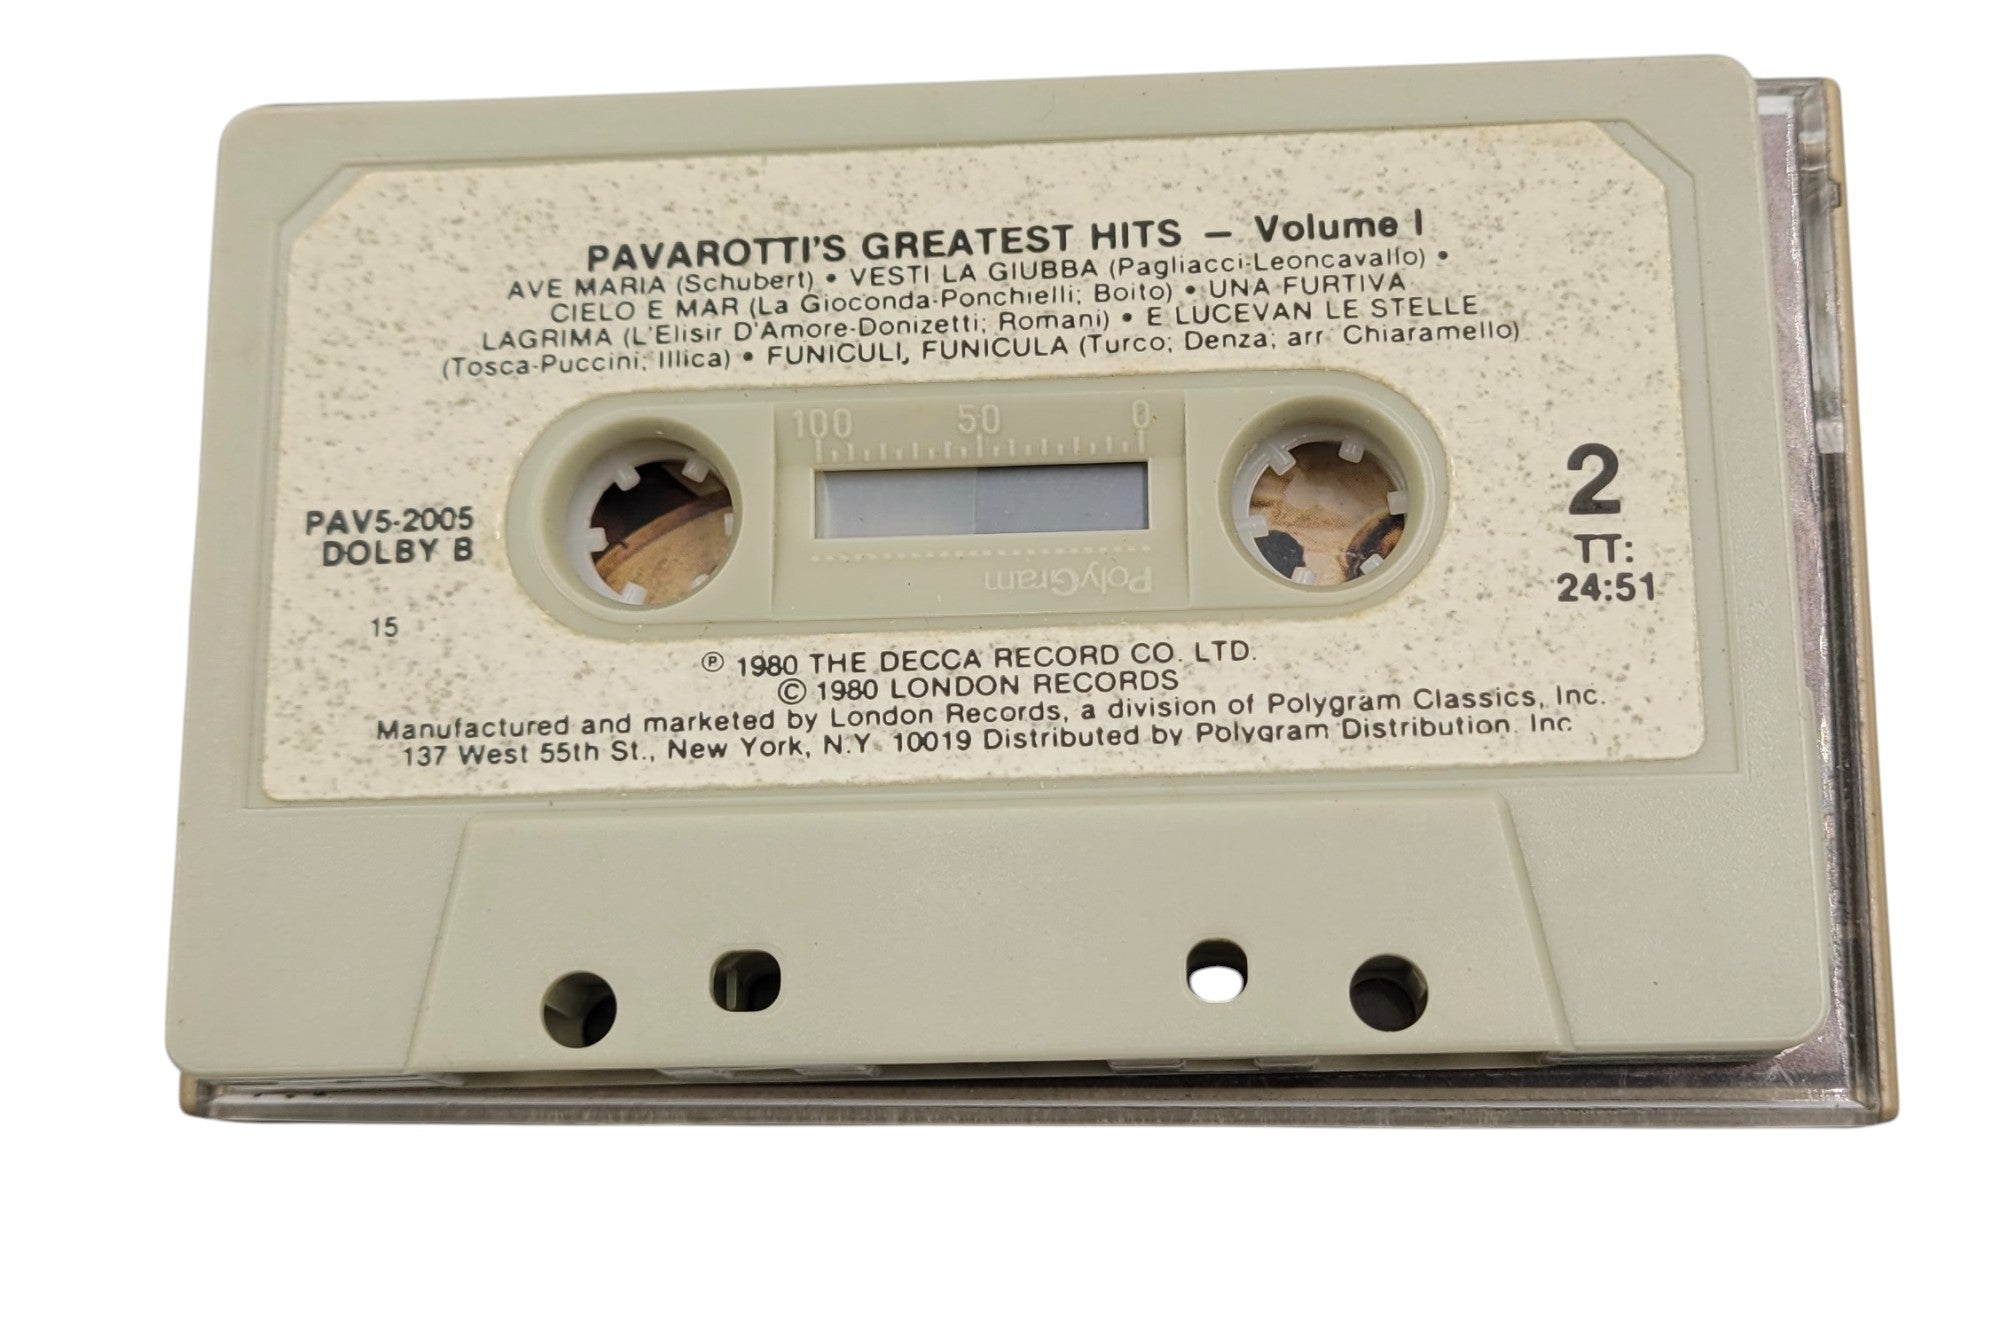 PAVAROTTI'S GREATEST HITS – Volume I
AVE MARIA (Schubert) • VESTI LA GIUBBA (Pagliacci-Leoncavallo) •
CIELO E MAR (La Gioconda-Ponchielli; Boito) • UNA FURTIVA
LAGRIMA (L'Elisir D'Amore-Donizetti; Romani) • E LUCEVAN LE STELLE
(Tosca-Puccini; Illica) • FUNICULI, FUNICULA (Turco; Denza; arr. Chiaramello)
100 50 0
PolyGram
PAV5-2005
DOLBY B
15
2
TT:
24:51
℗ 1980 THE DECCA RECORD CO. LTD.
© 1980 LONDON RECORDS
Manufactured and marketed by London Records, a division of Polygram Classics, Inc.
137 West 55th St., New York, N.Y. 10019 Distributed by Polygram Distribution. Inc.